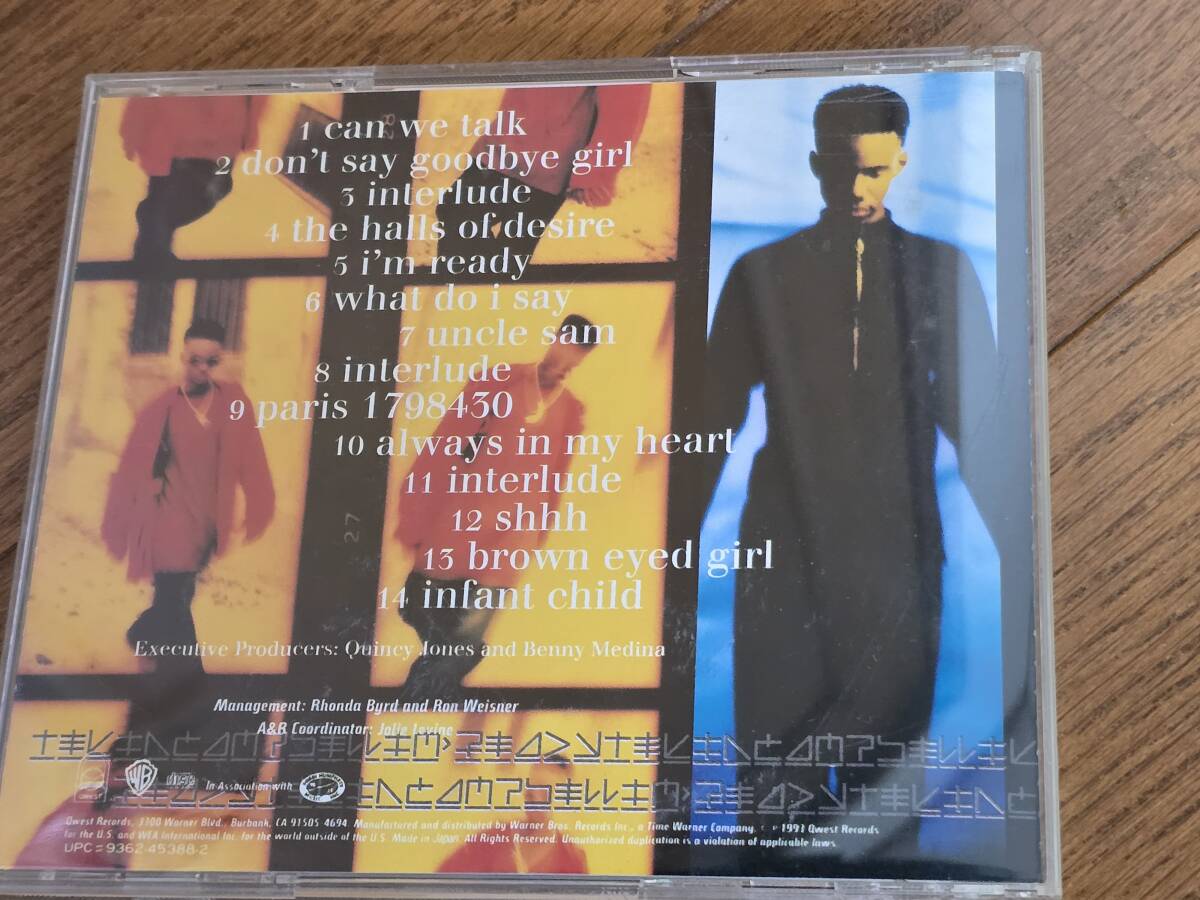 1 can we talk
2 don't say goodbye girl
3 interlude
4 the halls of desire
5 i'm ready
6 what do i say
7 uncle sam
8 interlude
9 paris 1798430
10 always in my heart
11 interlude
12 shhh
13 brown eyed girl
14 infant child
28
27
Executive Producers: Quincy Jones and Benny Medina
Management: Rhonda Byrd and Ron Weisner
A&R Coordinator: Jolie Levine
QWEST
WB
In Association with
Qwest Records, 3300 Warner Blvd., Burbank, CA 91505 4694. Manufactured and distributed by Warner Bros. Records Inc., a Time Warner Company. © ℗ 1993 Qwest Records
for the U.S. and WEA International Inc. for the world outside of the U.S. Made in Japan. All Rights Reserved. Unauthorized duplication is a violation of applicable laws.
UPC = 9362-45388-2